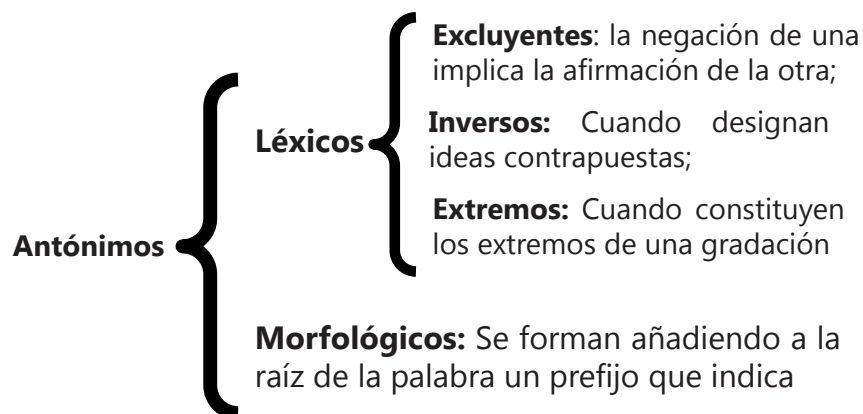 Antónimos
Léxicos
Excluyentes: la negación de una
implica la afirmación de la otra;
Inversos: Cuando designan
ideas contrapuestas;
Extremos: Cuando constituyen
los extremos de una gradación
Morfológicos: Se forman añadiendo a la
raíz de la palabra un prefijo que indica